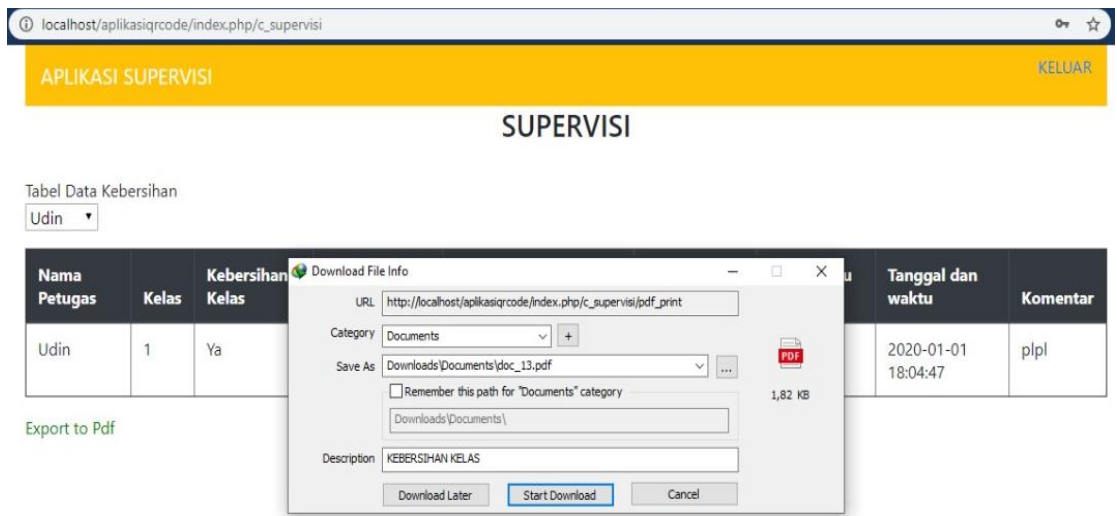 localhost/aplikasiqrcode/index.php/c_supervisi
APLIKASI SUPERVISI
KELUAR
SUPERVISI
Tabel Data Kebersihan
Udin
Nama Petugas
Kelas
Kebersihan Kelas
Tanggal dan waktu
Komentar
Udin
1
Ya
2020-01-01
18:04:47
plpl
Export to Pdf
Download File Info
URL http://localhost/aplikasiqrcode/index.php/c_supervisi/pdf_print
Category Documents
+
Save As Downloads\Documents\doc_13.pdf
...
Remember this path for "Documents" category
Downloads\Documents\
PDF
1,82 KB
Description KEBERSIHAN KELAS
Download Later
Start Download
Cancel